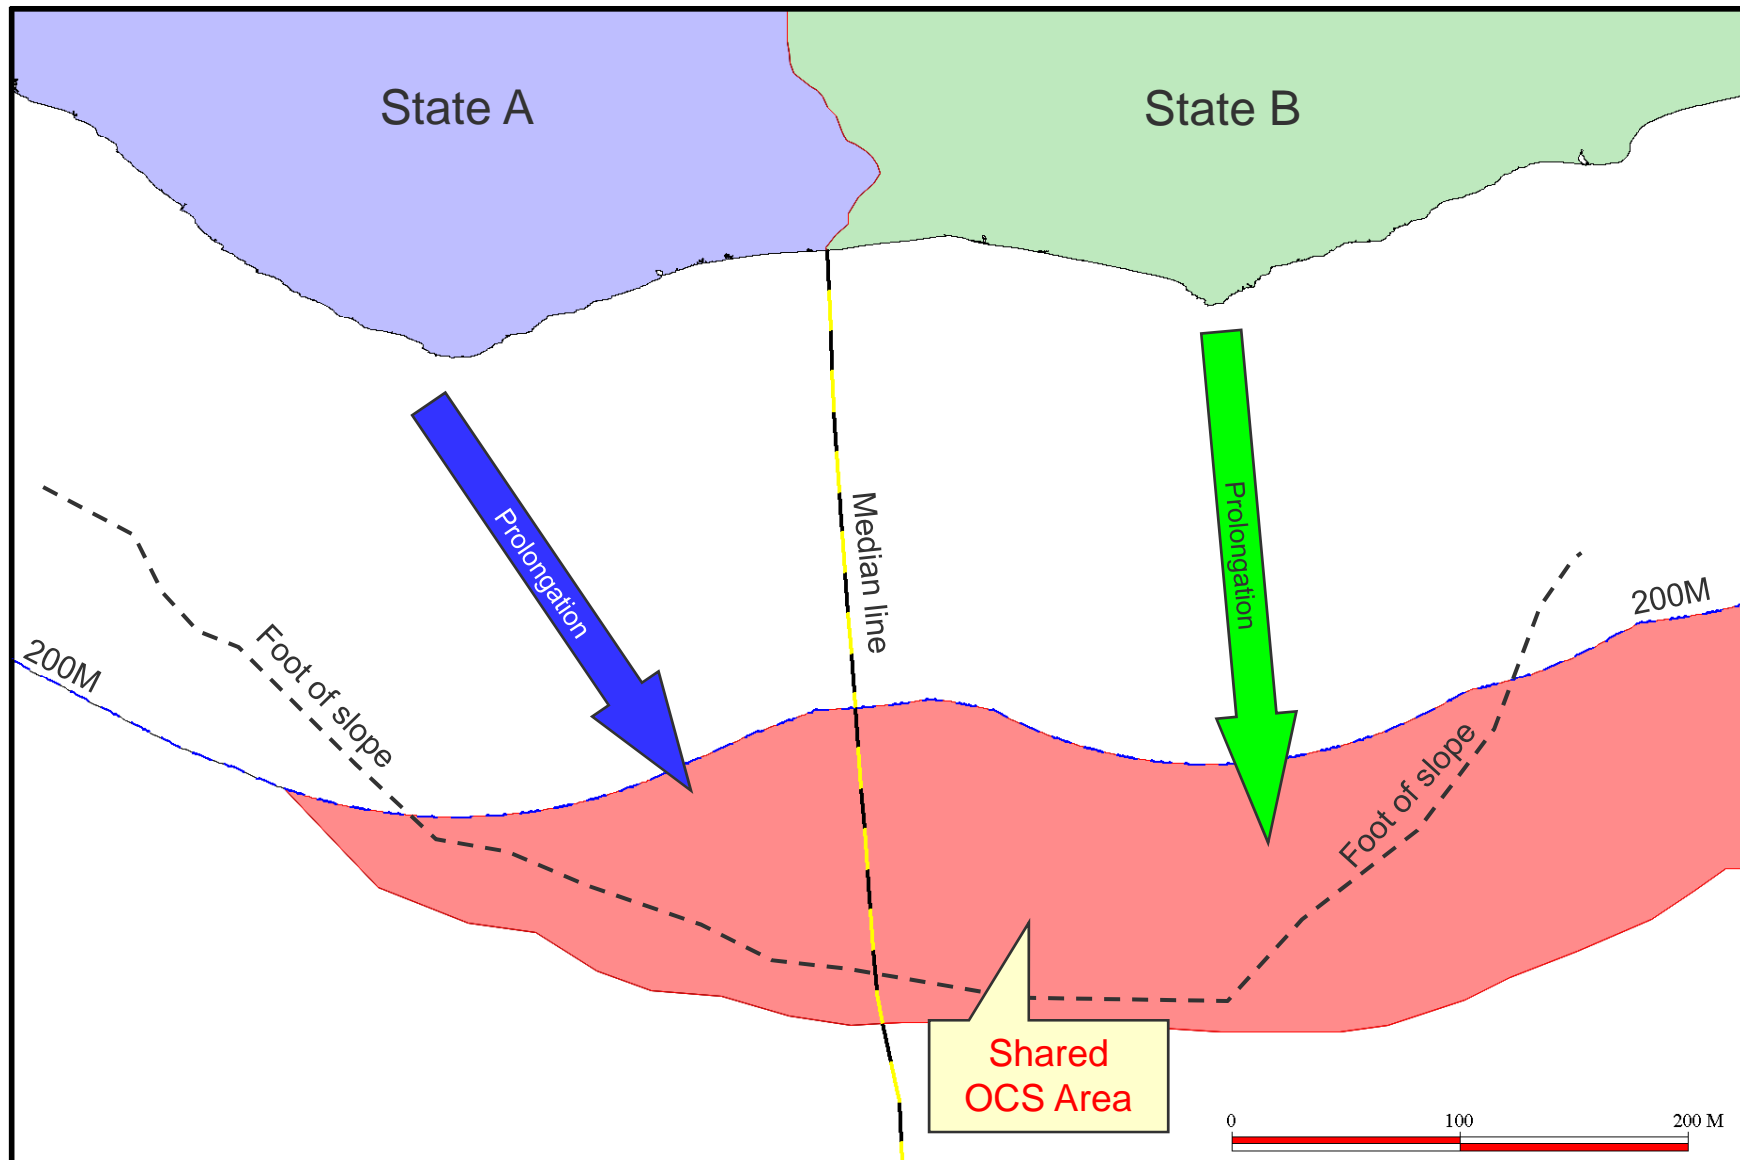 State A
State B
Prolongation
Median line
Prolongation
200M
Foot of slope
200M
Foot of slope
Shared
OCS Area
0 100 200 M